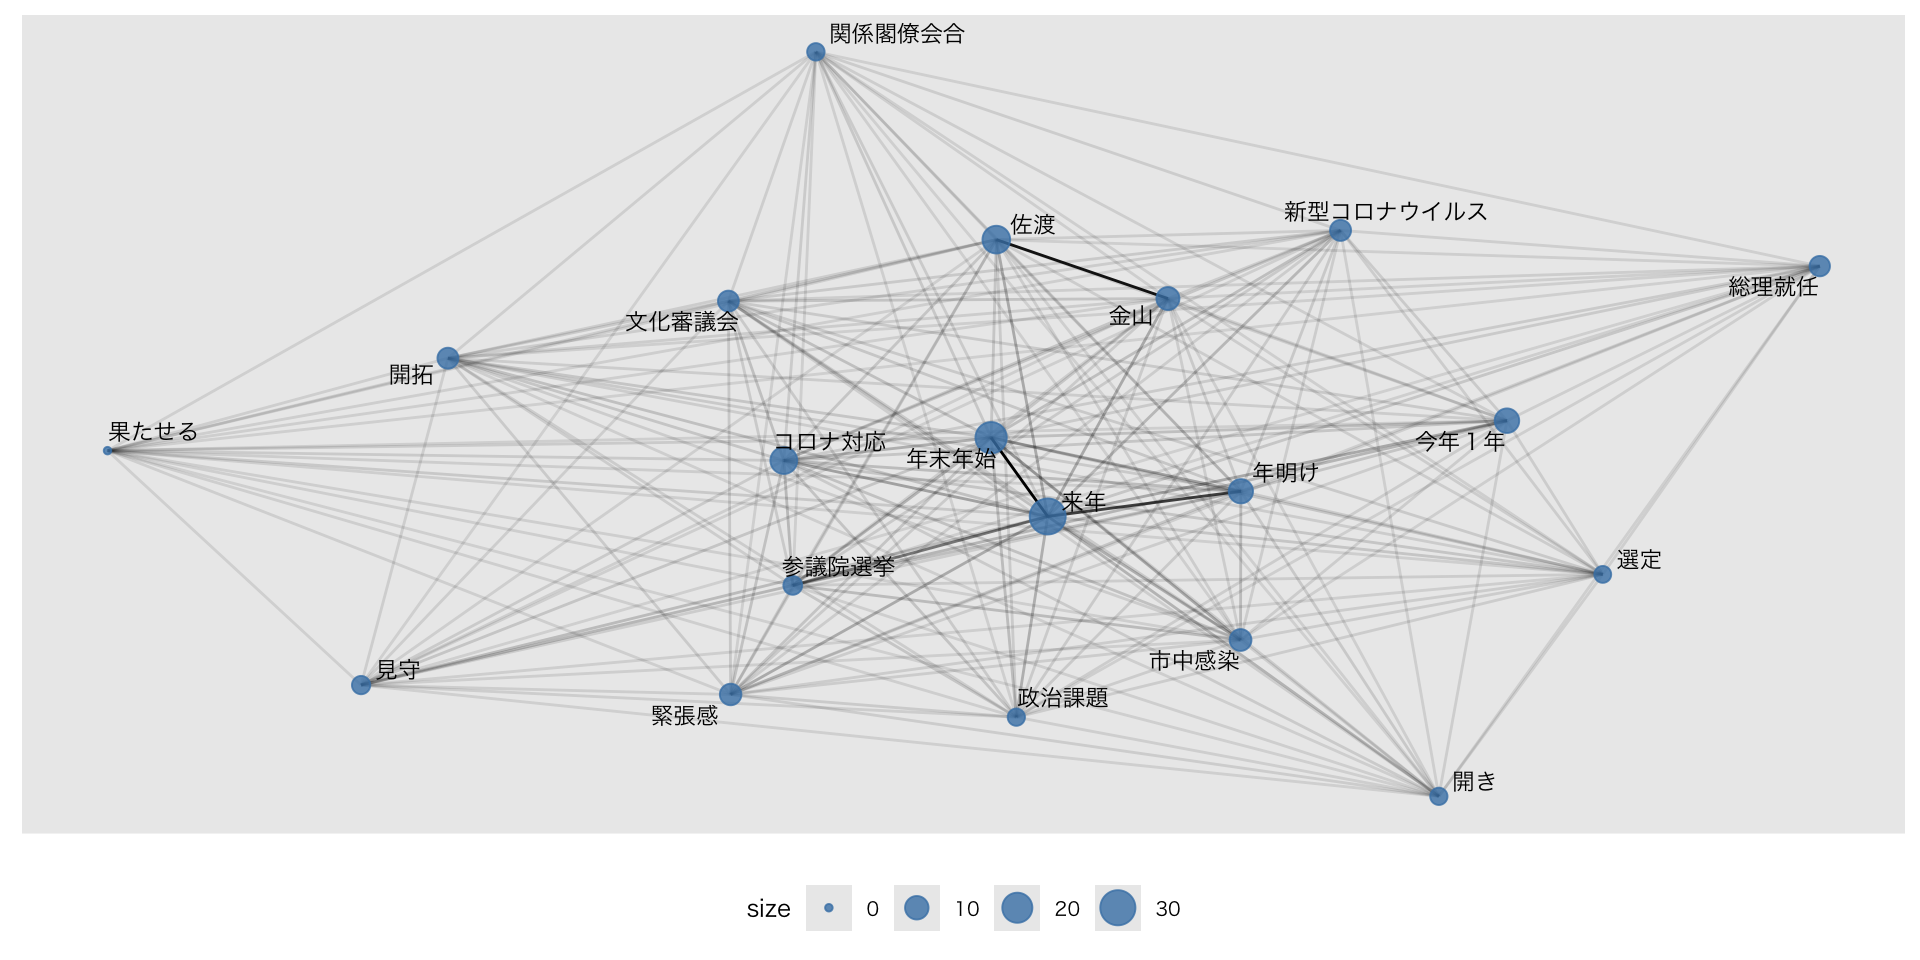 関係閣僚会合
新型コロナウイルス
佐渡
総理就任
金山
文化審議会
開拓
果たせる
コロナ対応
今年１年
年末年始
年明け
来年
選定
参議院選挙
市中感染
見守
政治課題
緊張感
開き
size 0 10 20 30